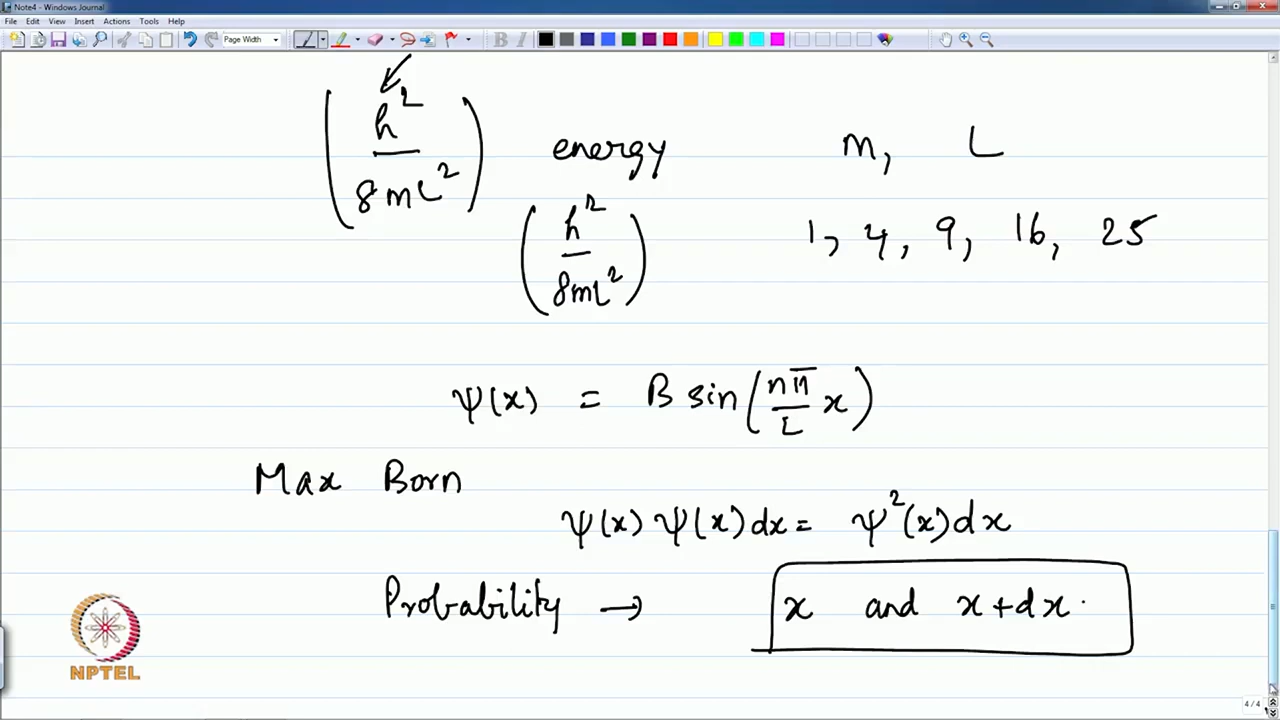 Note4 - Windows Journal
File Edit View Insert Actions Tools Help
Page Width
(h²/8mL²) energy m, L
(h²/8mL²) 1, 4, 9, 16, 25
ψ(x) = B sin(nπ/L x)
Max Born
ψ(x) ψ(x) dx = ψ²(x) dx
Probability → x and x+dx.
NPTEL
4/4